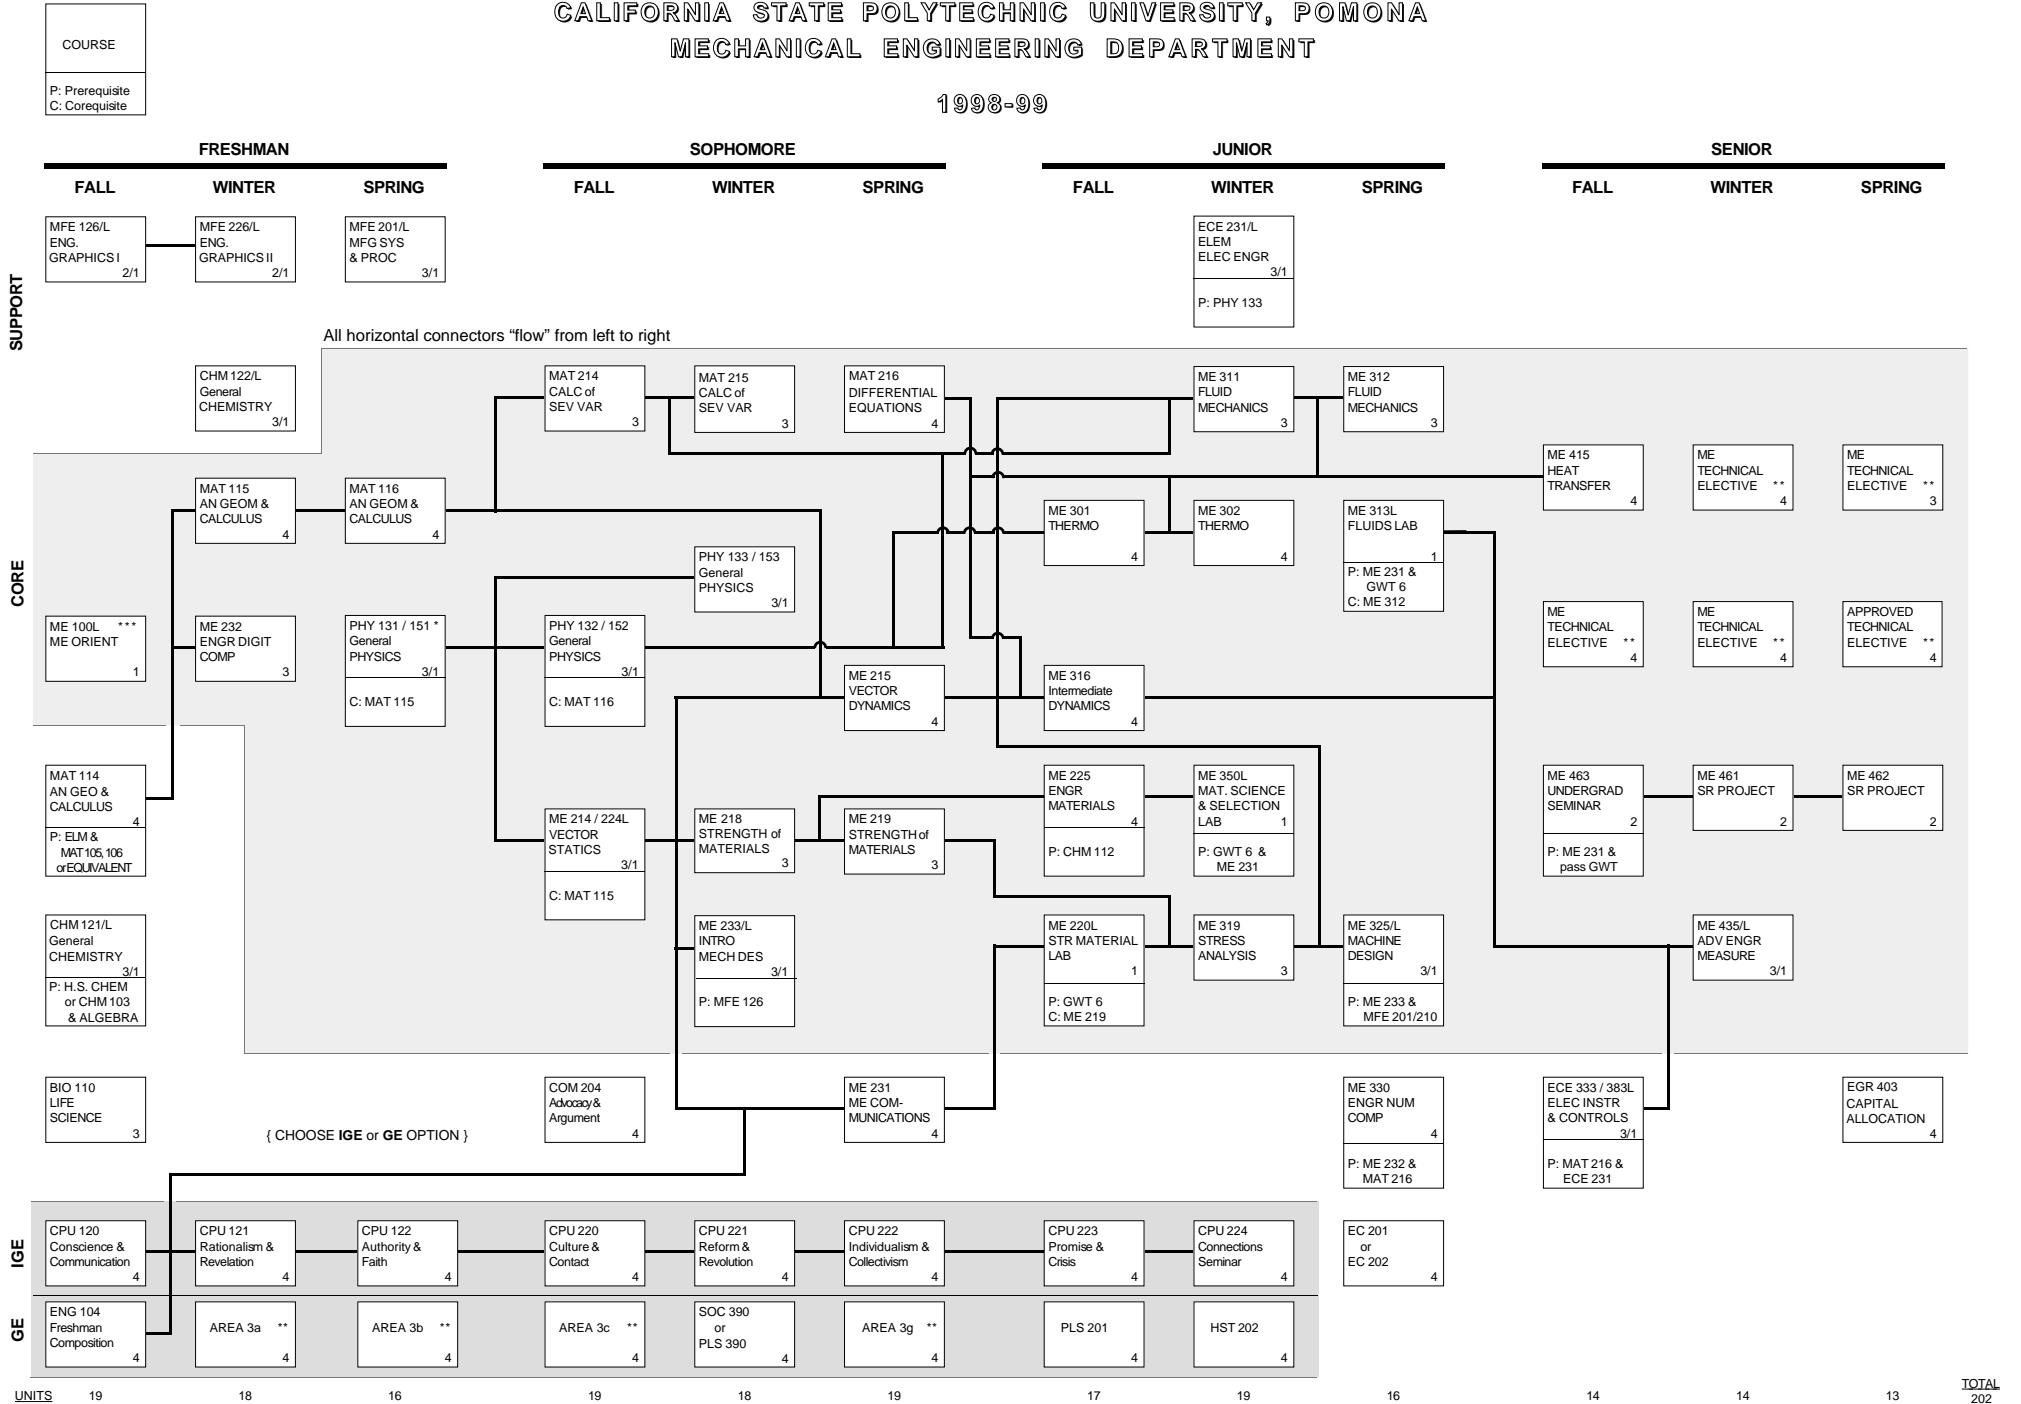 CALIFORNIA STATE POLYTECHNIC UNIVERSITY, POMONA
MECHANICAL ENGINEERING DEPARTMENT
1998-99
COURSE
P: Prerequisite
C: Corequisite
FRESHMAN
SOPHOMORE
JUNIOR
SENIOR
FALL
WINTER
SPRING
FALL
WINTER
SPRING
FALL
WINTER
SPRING
FALL
WINTER
SPRING
SUPPORT
MFE 126/L
ENG.
GRAPHICS I
2/1
MFE 226/L
ENG.
GRAPHICS II
2/1
MFE 201/L
MFG SYS
& PROC
3/1
ECE 231/L
ELEM
ELEC ENGR
3/1
P: PHY 133
All horizontal connectors “flow” from left to right
CHM 122/L
General
CHEMISTRY
3/1
MAT 214
CALC of
SEV VAR
3
MAT 215
CALC of
SEV VAR
3
MAT 216
DIFFERENTIAL
EQUATIONS
4
ME 311
FLUID
MECHANICS
3
ME 312
FLUID
MECHANICS
3
CORE
MAT 115
AN GEOM &
CALCULUS
4
MAT 116
AN GEOM &
CALCULUS
4
ME 415
HEAT
TRANSFER
4
ME
TECHNICAL
ELECTIVE **
4
ME
TECHNICAL
ELECTIVE **
3
PHY 133 / 153
General
PHYSICS
3/1
ME 301
THERMO
4
ME 302
THERMO
4
ME 313L
FLUIDS LAB
1
P: ME 231 &
GWT 6
C: ME 312
ME 100L ***
ME ORIENT
1
ME 232
ENGR DIGIT
COMP
3
PHY 131 / 151 *
General
PHYSICS
3/1
C: MAT 115
PHY 132 / 152
General
PHYSICS
3/1
C: MAT 116
ME 215
VECTOR
DYNAMICS
4
ME 316
Intermediate
DYNAMICS
4
ME
TECHNICAL
ELECTIVE **
4
ME
TECHNICAL
ELECTIVE **
4
APPROVED
TECHNICAL
ELECTIVE **
4
MAT 114
AN GEO &
CALCULUS
4
P: ELM &
MAT 105, 106
or EQUIVALENT
ME 214 / 224L
VECTOR
STATICS
3/1
C: MAT 115
ME 218
STRENGTH of
MATERIALS
3
ME 219
STRENGTH of
MATERIALS
3
ME 225
ENGR
MATERIALS
4
P: CHM 112
ME 350L
MAT. SCIENCE
& SELECTION
LAB 1
P: GWT 6 &
ME 231
ME 463
UNDERGRAD
SEMINAR
2
P: ME 231 &
pass GWT
ME 461
SR PROJECT
2
ME 462
SR PROJECT
2
CHM 121/L
General
CHEMISTRY
3/1
P: H.S. CHEM
or CHM 103
& ALGEBRA
ME 233/L
INTRO
MECH DES
3/1
P: MFE 126
ME 220L
STR MATERIAL
LAB
1
P: GWT 6
C: ME 219
ME 319
STRESS
ANALYSIS
3
ME 325/L
MACHINE
DESIGN
3/1
P: ME 233 &
MFE 201/210
ME 435/L
ADV ENGR
MEASURE
3/1
BIO 110
LIFE
SCIENCE
3
{ CHOOSE IGE or GE OPTION }
COM 204
Advocacy &
Argument
4
ME 231
ME COM-
MUNICATIONS
4
ME 330
ENGR NUM
COMP
4
P: ME 232 &
MAT 216
ECE 333 / 383L
ELEC INSTR
& CONTROLS
3/1
P: MAT 216 &
ECE 231
EGR 403
CAPITAL
ALLOCATION
4
IGE
CPU 120
Conscience &
Communication
4
CPU 121
Rationalism &
Revelation
4
CPU 122
Authority &
Faith
4
CPU 220
Culture &
Contact
4
CPU 221
Reform &
Revolution
4
CPU 222
Individualism &
Collectivism
4
CPU 223
Promise &
Crisis
4
CPU 224
Connections
Seminar
4
EC 201
or
EC 202
4
GE
ENG 104
Freshman
Composition
4
AREA 3a **
4
AREA 3b **
4
AREA 3c **
4
SOC 390
or
PLS 390
4
AREA 3g **
4
PLS 201
4
HST 202
4
UNITS 19 18 16 19 18 19 17 19 16 14 14 13
TOTAL
202